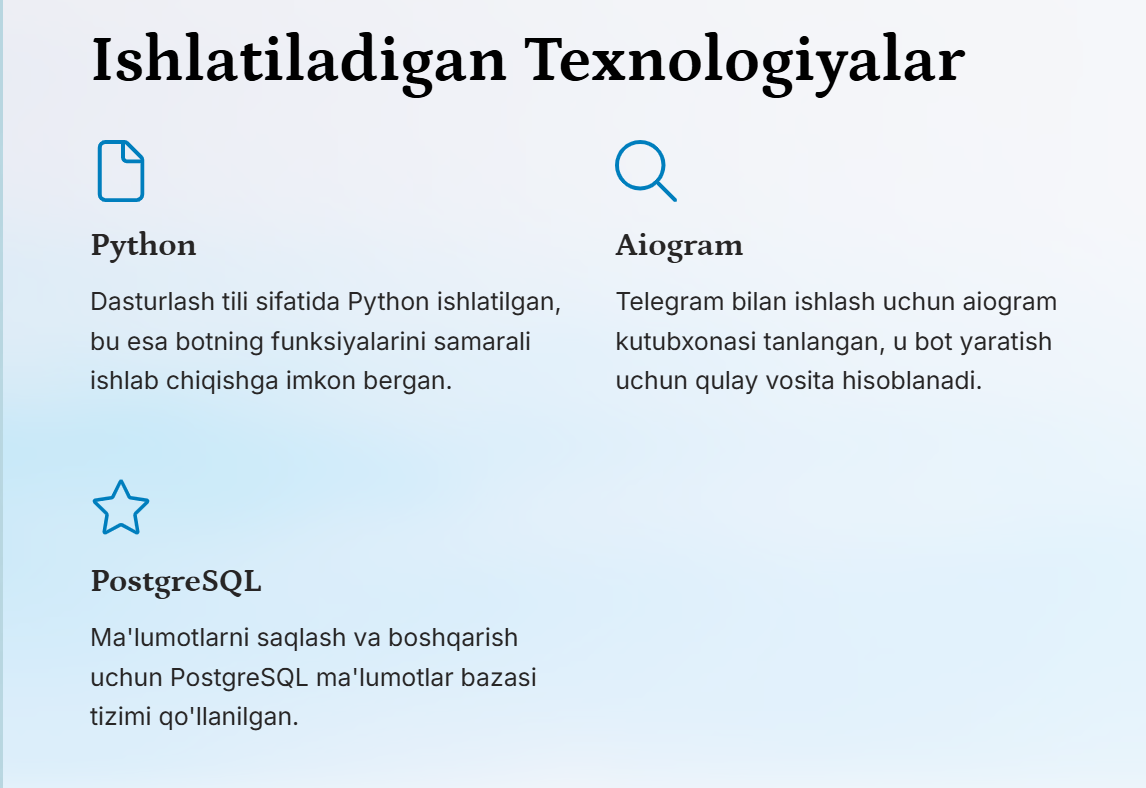 Ishlatiladigan Texnologiyalar
Python
Dasturlash tili sifatida Python ishlatilgan,
bu esa botning funksiyalarini samarali
ishlab chiqishga imkon bergan.
Aiogram
Telegram bilan ishlash uchun aiogram
kutubxonasi tanlangan, u bot yaratish
uchun qulay vosita hisoblanadi.
PostgreSQL
Ma'lumotlarni saqlash va boshqarish
uchun PostgreSQL ma'lumotlar bazasi
tizimi qo'llanilgan.